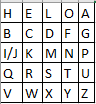 H E L O A
B C D F G
I/J K M N P
Q R S T U
V W X Y Z